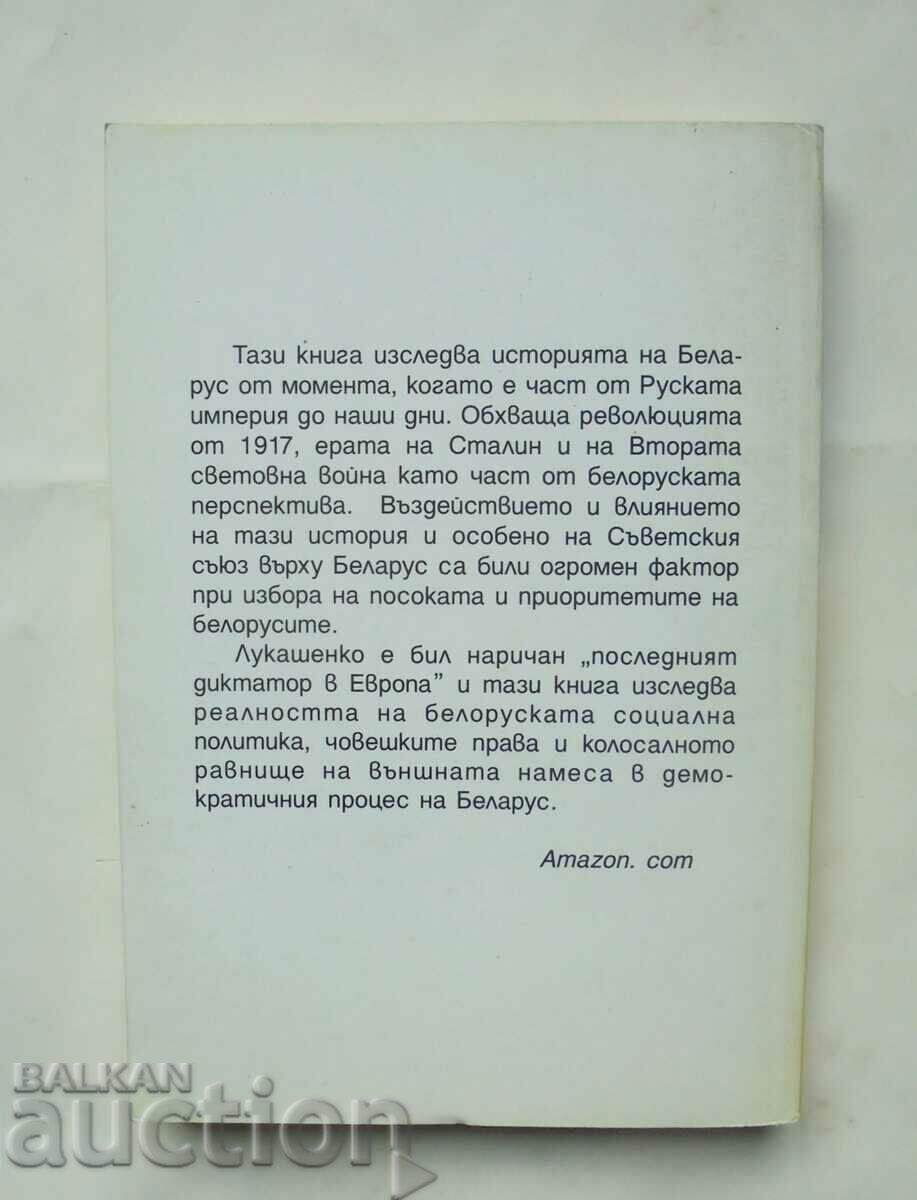 Тази книга изследва историята на Бела-
рус от момента, когато е част от Руската
империя до наши дни. Обхваща революцията
от 1917, ерата на Сталин и на Втората
световна война като част от белоруската
перспектива. Въздействието и влиянието
на тази история и особено на Съветския
съюз върху Беларус са били огромен фактор
при избора на посоката и приоритетите на
белорусите.
Лукашенко е бил наричан „последният
диктатор в Европа” и тази книга изследва
реалността на белоруската социална
политика, човешките права и колосалното
равнище на външната намеса в демо-
кратичния процес на Беларус.
Amazon. com
BALKAN
auction